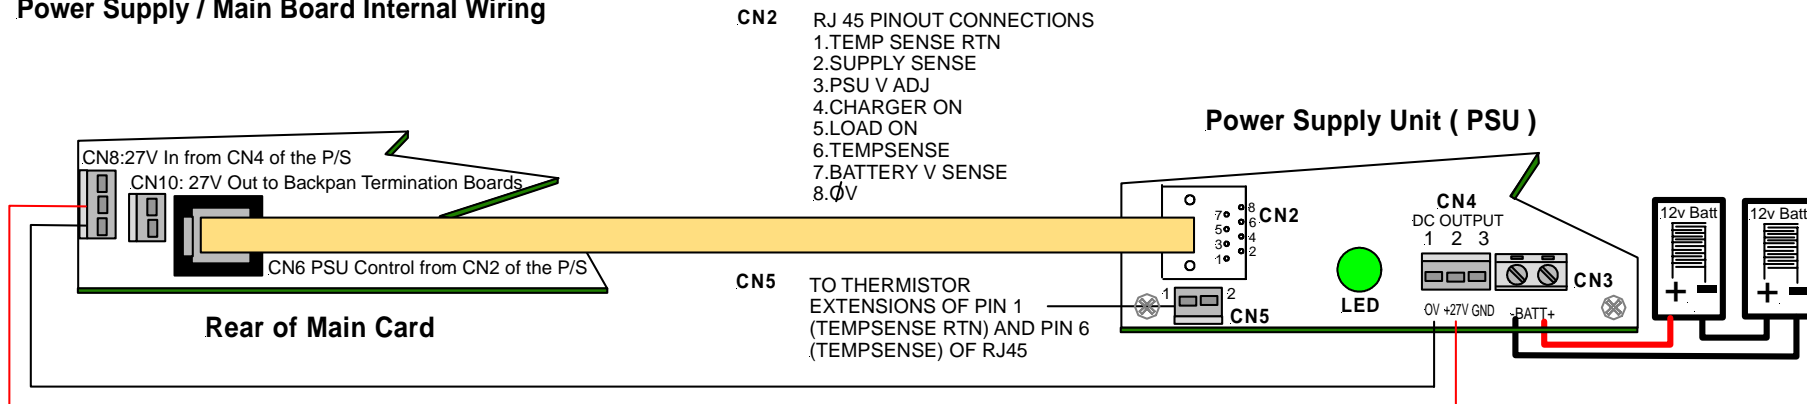 Power Supply / Main Board Internal Wiring
CN2
RJ 45 PINOUT CONNECTIONS
1.TEMP SENSE RTN
2.SUPPLY SENSE
3.PSU V ADJ
4.CHARGER ON
5.LOAD ON
6.TEMPSENSE
7.BATTERY V SENSE
8.ØV
Power Supply Unit ( PSU )
CN8:27V In from CN4 of the P/S
CN10: 27V Out to Backpan Termination Boards
CN6 PSU Control from CN2 of the P/S
Rear of Main Card
CN5
TO THERMISTOR
EXTENSIONS OF PIN 1
(TEMPSENSE RTN) AND PIN 6
(TEMPSENSE) OF RJ45
8
7
6
5
4
3
2
1
CN2
1 2
CN5
LED
CN4
DC OUTPUT
1 2 3
CN3
OV +27V GND
-BATT+
12v Batt
+ -
12v Batt
+ -